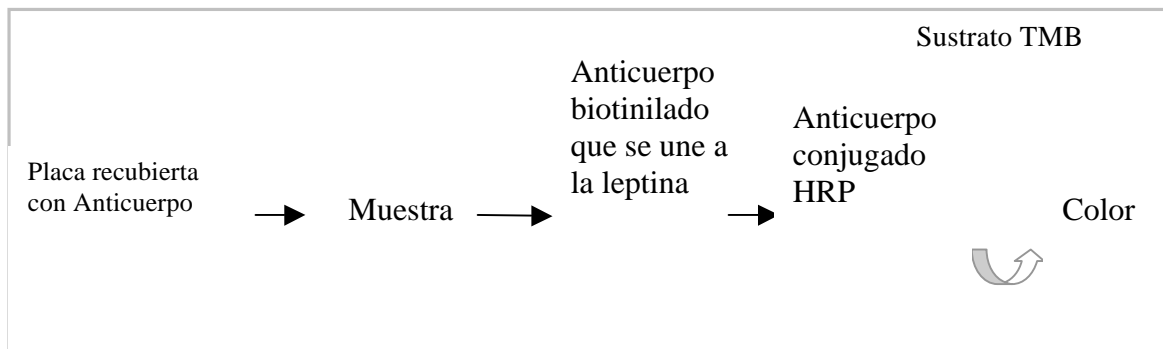 Placa recubierta
con Anticuerpo
Muestra
Anticuerpo
biotinilado
que se une a
la leptina
Anticuerpo
conjugado
HRP
Sustrato TMB
Color